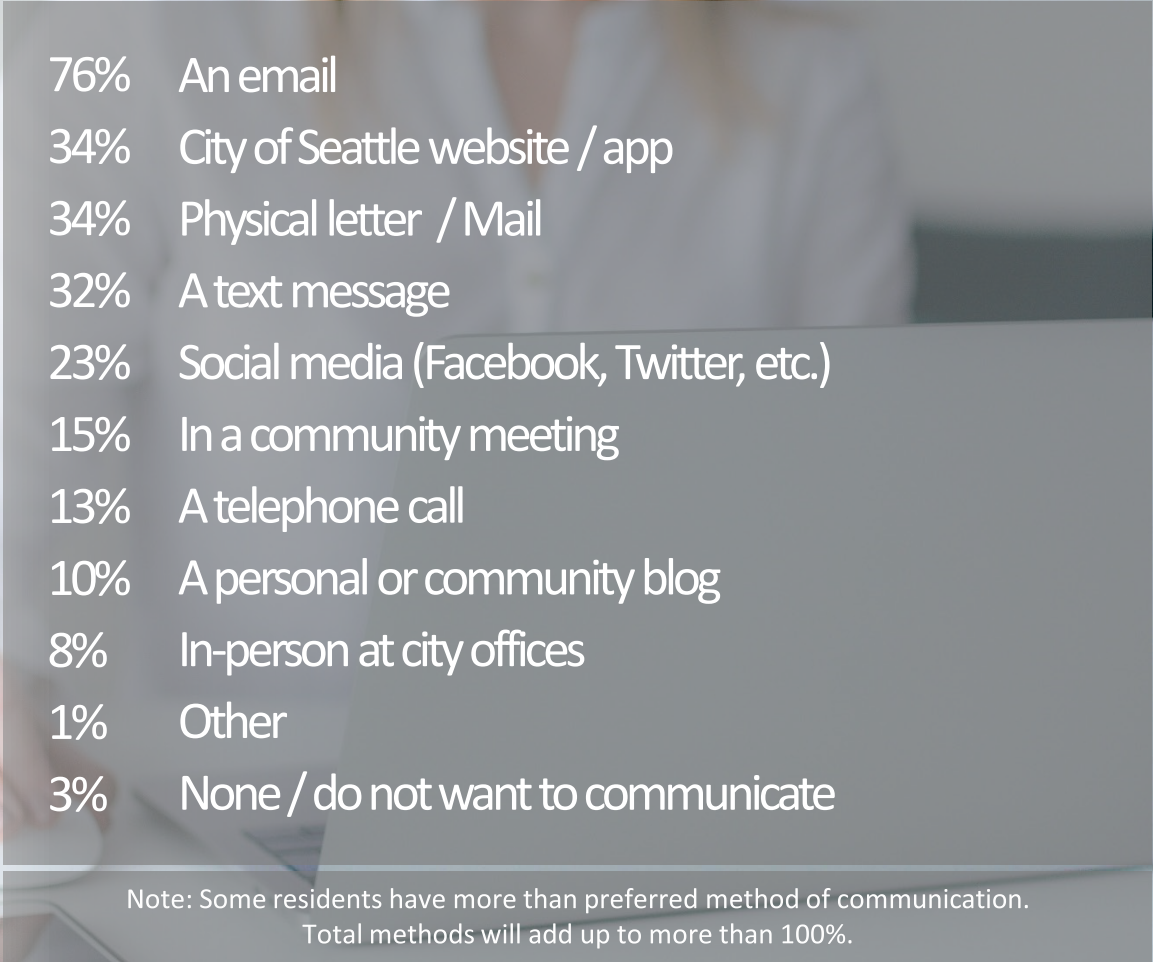 76% An email
34% City of Seattle website / app
34% Physical letter / Mail
32% A text message
23% Social media (Facebook, Twitter, etc.)
15% In a community meeting
13% A telephone call
10% A personal or community blog
8% In-person at city offices
1% Other
3% None / do not want to communicate
Note: Some residents have more than preferred method of communication.
Total methods will add up to more than 100%.